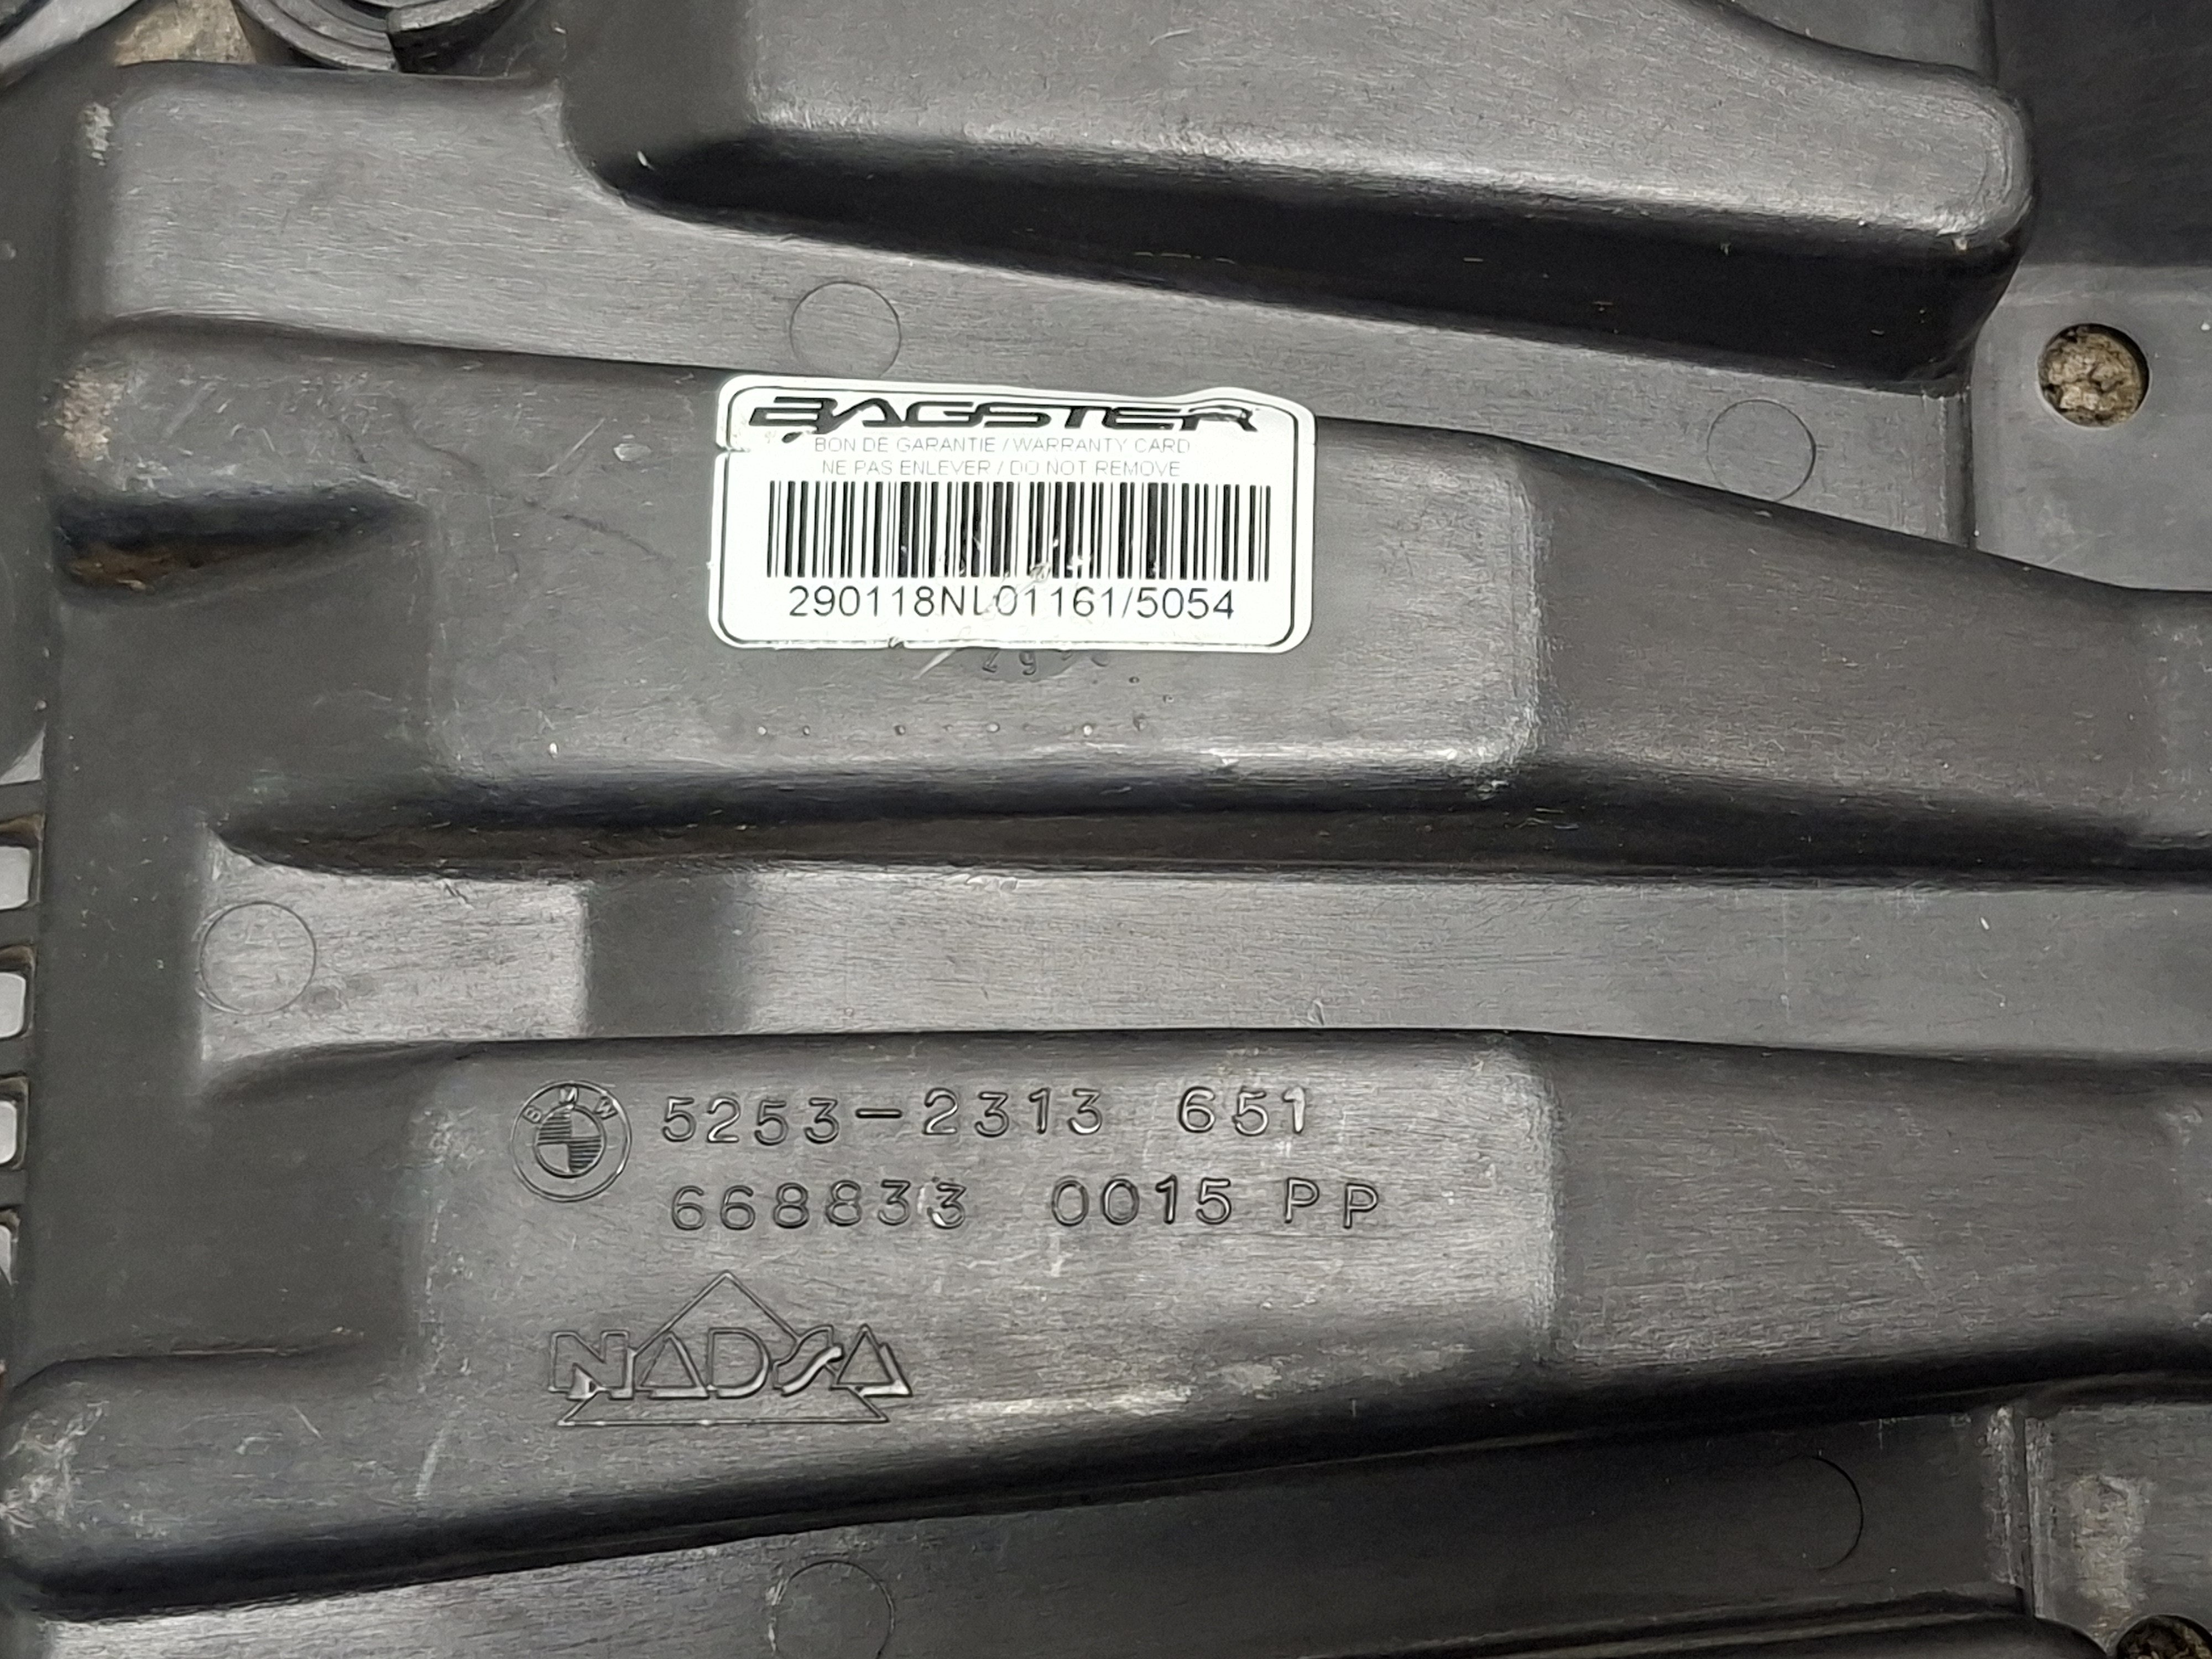 BAGSTER
BON DE GARANTIE / WARRANTY CARD
NE PAS ENLEVER / DO NOT REMOVE
290118NL01161/5054
BMW 5253-2313 651
668833 0015 PP
NADSA